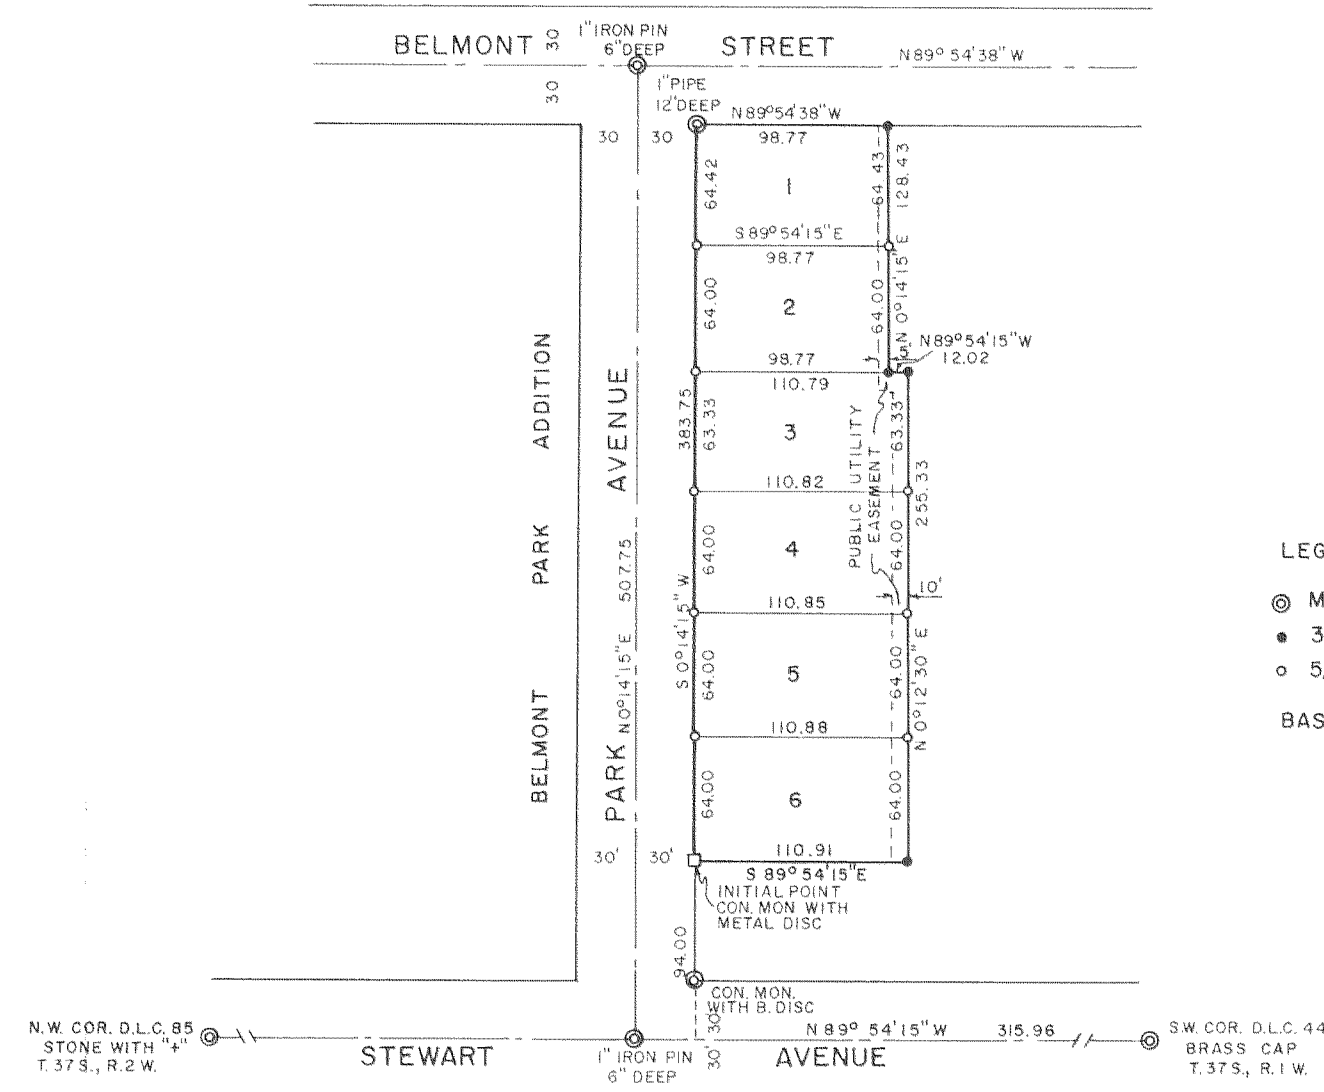 BELMONT STREET
30
30
1" IRON PIN
6" DEEP
N89° 54'38" W
1" PIPE
12" DEEP
N89°54'38" W
98.77
30 30
64.42
1
64.43
128.43
S 89° 54'15" E
98.77
64.00
2
64.00
N 0°14'15" E
N89°54'15" W
12.02
5'
98.77
110.79
383.75
63.33
3
63.33
110.82
255.33
PUBLIC UTILITY
EASEMENT
64.00
4
64.00
10'
110.85
S 0°14'15" W
64.00
5
64.00
N 0°12'30" E
110.88
64.00
6
64.00
110.91
S 89° 54'15" E
30' 30'
INITIAL POINT
CON. MON WITH
METAL DISC
94.00
CON. MON.
WITH B. DISC
30'
30'
BELMONT PARK ADDITION
PARK AVENUE
N 0°14'15" E 507.75
N.W. COR. D.L.C. 85
STONE WITH "+"
T. 37 S., R. 2 W.
STEWART AVENUE
1" IRON PIN
6" DEEP
N 89° 54'15" W 315.96
S.W. COR. D.L.C. 44
BRASS CAP
T. 37 S., R. 1 W.
LEG
M
3
5/
BAS